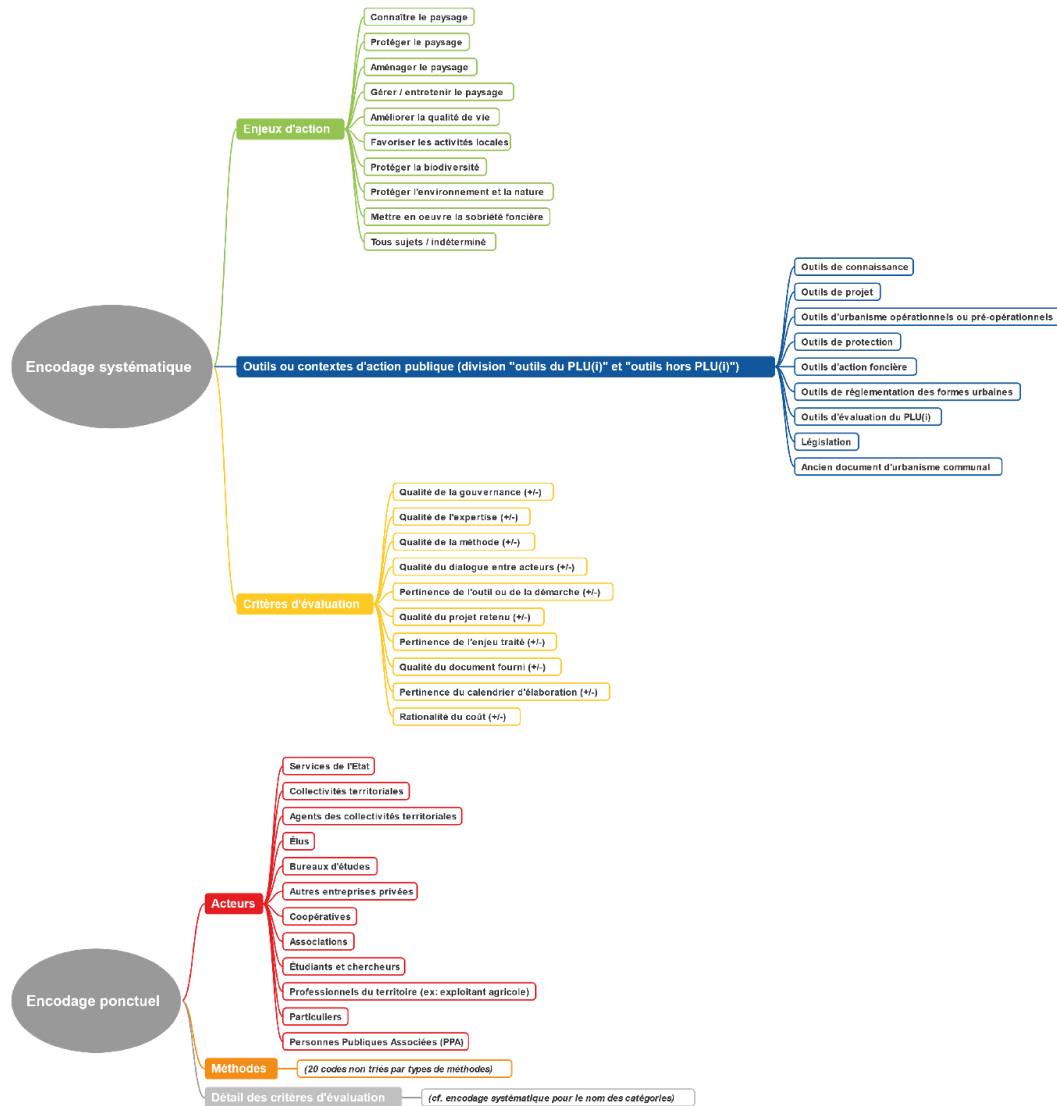 Connaître le paysage
Protéger le paysage
Aménager le paysage
Gérer / entretenir le paysage
Améliorer la qualité de vie
Enjeux d'action
Favoriser les activités locales
Protéger la biodiversité
Protéger l'environnement et la nature
Mettre en oeuvre la sobriété foncière
Tous sujets / indéterminé
Encodage systématique
Outils ou contextes d'action publique (division "outils du PLU(i)" et "outils hors PLU(i)")
Outils de connaissance
Outils de projet
Outils d'urbanisme opérationnels ou pré-opérationnels
Outils de protection
Outils d'action foncière
Outils de réglementation des formes urbaines
Outils d'évaluation du PLU(i)
Législation
Ancien document d'urbanisme communal
Critères d'évaluation
Qualité de la gouvernance (+/-)
Qualité de l'expertise (+/-)
Qualité de la méthode (+/-)
Qualité du dialogue entre acteurs (+/-)
Pertinence de l'outil ou de la démarche (+/-)
Qualité du projet retenu (+/-)
Pertinence de l'enjeu traité (+/-)
Qualité du document fourni (+/-)
Pertinence du calendrier d'élaboration (+/-)
Rationalité du coût (+/-)
Encodage ponctuel
Acteurs
Services de l'Etat
Collectivités territoriales
Agents des collectivités territoriales
Élus
Bureaux d'études
Autres entreprises privées
Coopératives
Associations
Étudiants et chercheurs
Professionnels du territoire (ex: exploitant agricole)
Particuliers
Personnes Publiques Associées (PPA)
Méthodes
(20 codes non triés par types de méthodes)
Détail des critères d'évaluation
(cf. encodage systématique pour le nom des catégories)